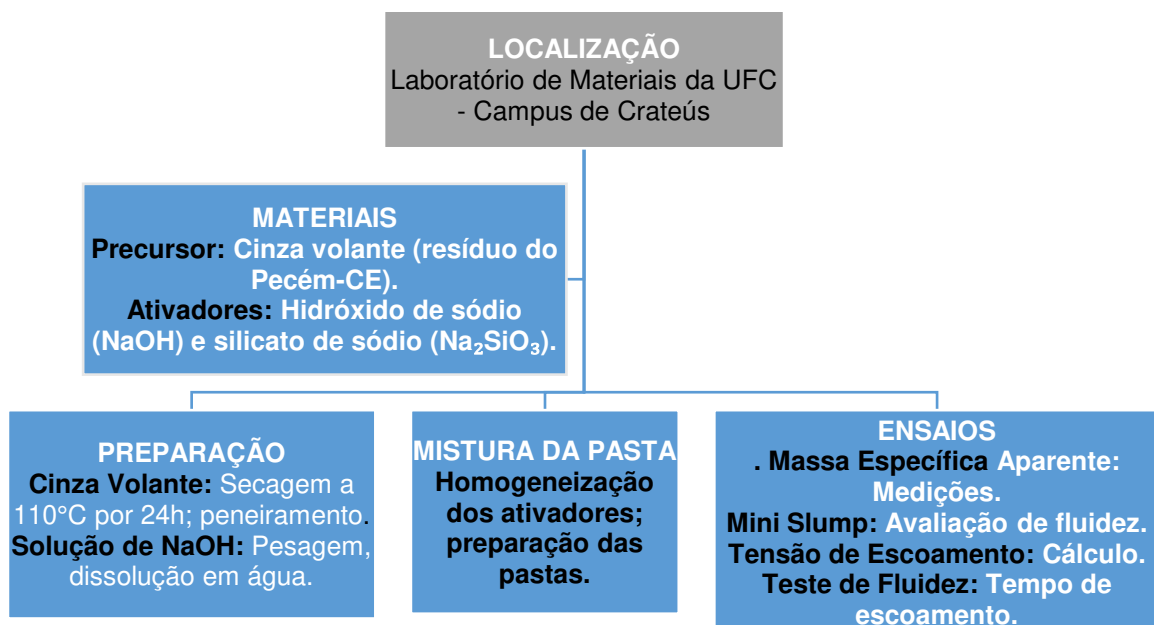 LOCALIZAÇÃO
Laboratório de Materiais da UFC
- Campus de Crateús
MATERIAIS
Precursor: Cinza volante (resíduo do
Pecém-CE).
Ativadores: Hidróxido de sódio
(NaOH) e silicato de sódio (Na₂SiO₃).
PREPARAÇÃO
Cinza Volante: Secagem a
110°C por 24h; peneiramento.
Solução de NaOH: Pesagem,
dissolução em água.
MISTURA DA PASTA
Homogeneização
dos ativadores;
preparação das
pastas.
ENSAIOS
. Massa Específica Aparente:
Medições.
Mini Slump: Avaliação de fluidez.
Tensão de Escoamento: Cálculo.
Teste de Fluidez: Tempo de
escoamento.